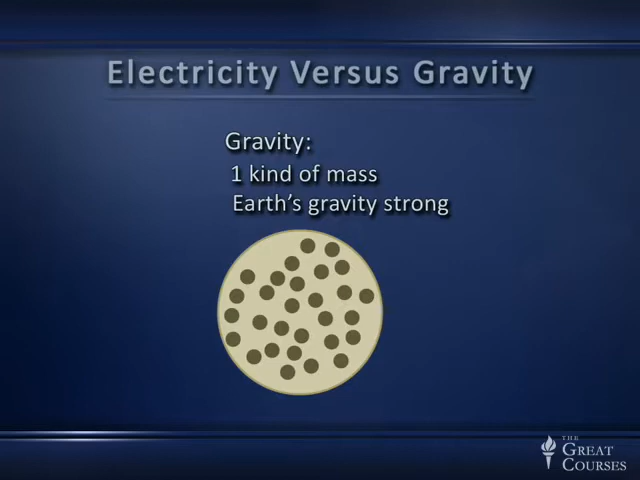 Electricity Versus Gravity
Gravity:
1 kind of mass
Earth's gravity strong
THE
GREAT
COURSES